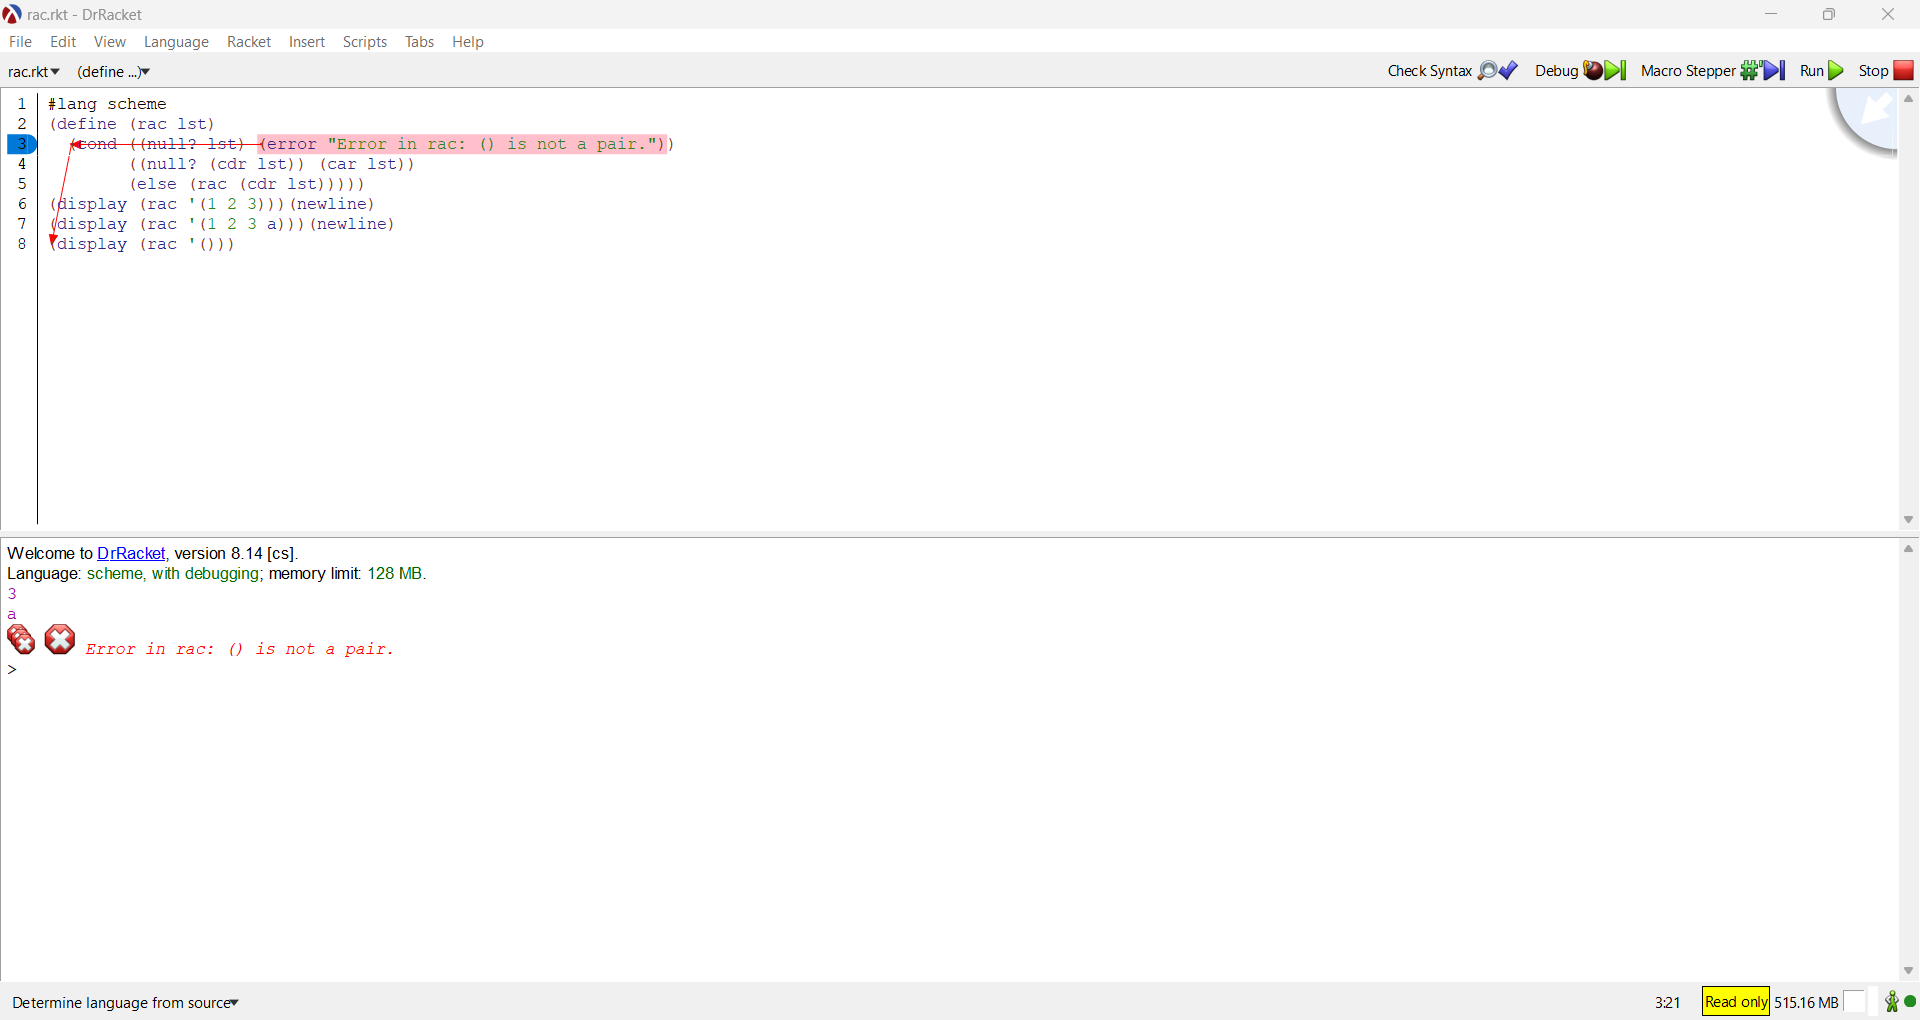 rac.rkt - DrRacket
File Edit View Language Racket Insert Scripts Tabs Help
rac.rkt (define ...) Check Syntax Debug Macro Stepper Run Stop
1 #lang scheme
2 (define (rac lst)
3   (cond ((null? lst) (error "Error in rac: () is not a pair."))
4         ((null? (cdr lst)) (car lst))
5         (else (rac (cdr lst)))))
6 (display (rac '(1 2 3)))(newline)
7 (display (rac '(1 2 3 a)))(newline)
8 (display (rac '()))
Welcome to DrRacket, version 8.14 [cs].
Language: scheme, with debugging; memory limit: 128 MB.
3
a
Error in rac: () is not a pair.
>
Determine language from source 3:21 Read only 515.16 MB